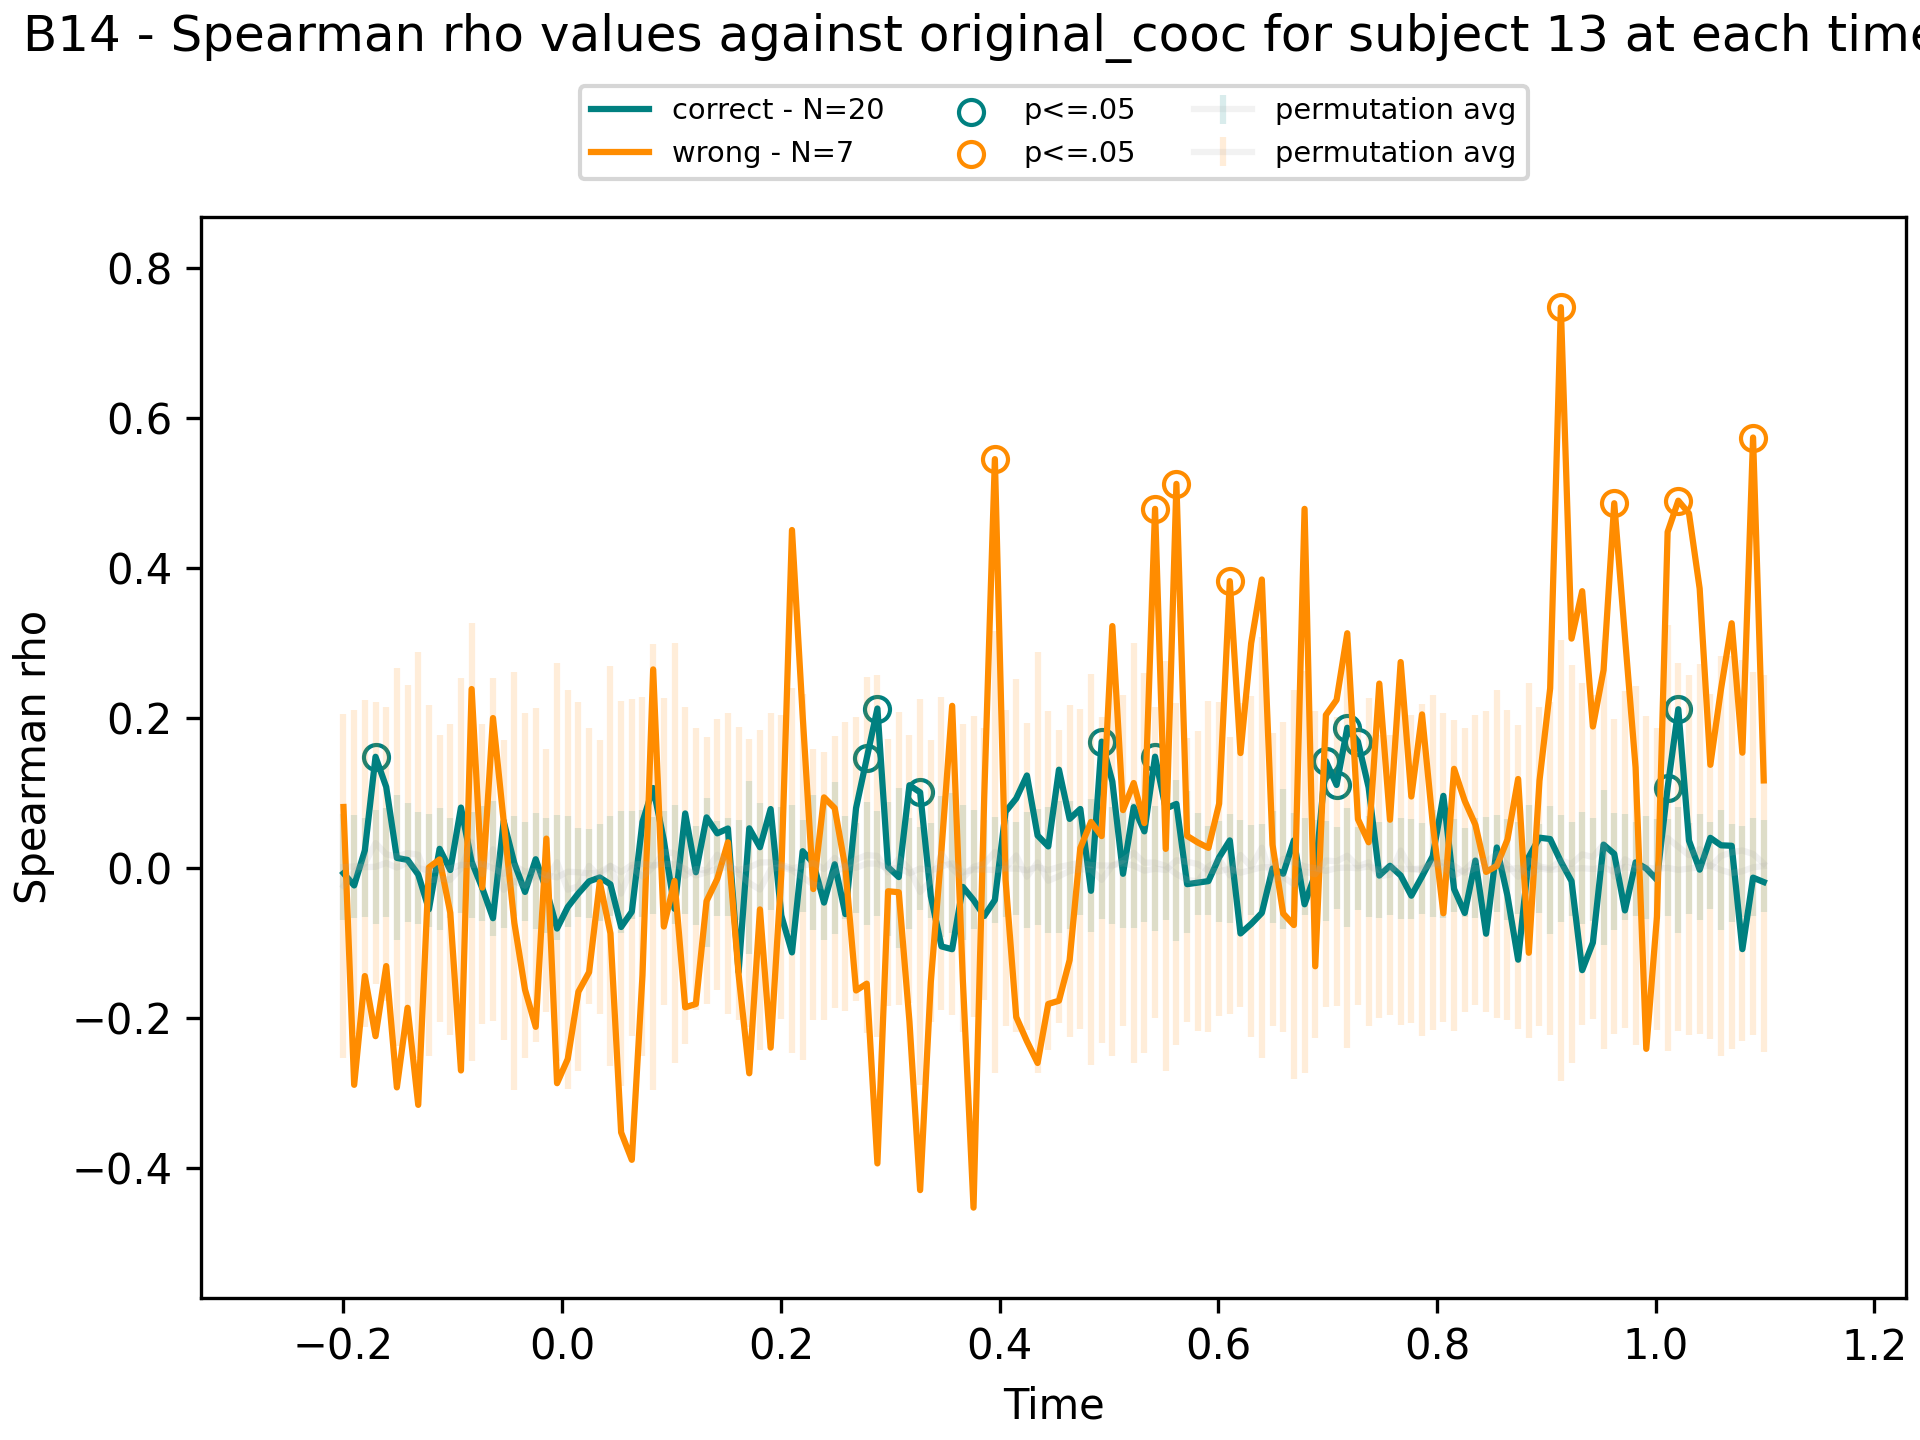 B14 - Spearman rho values against original_cooc for subject 13 at each time
correct - N=20
wrong - N=7
p<=.05
p<=.05
permutation avg
permutation avg
Spearman rho
0.8
0.6
0.4
0.2
0.0
−0.2
−0.4
−0.2 0.0 0.2 0.4 0.6 0.8 1.0 1.2
Time